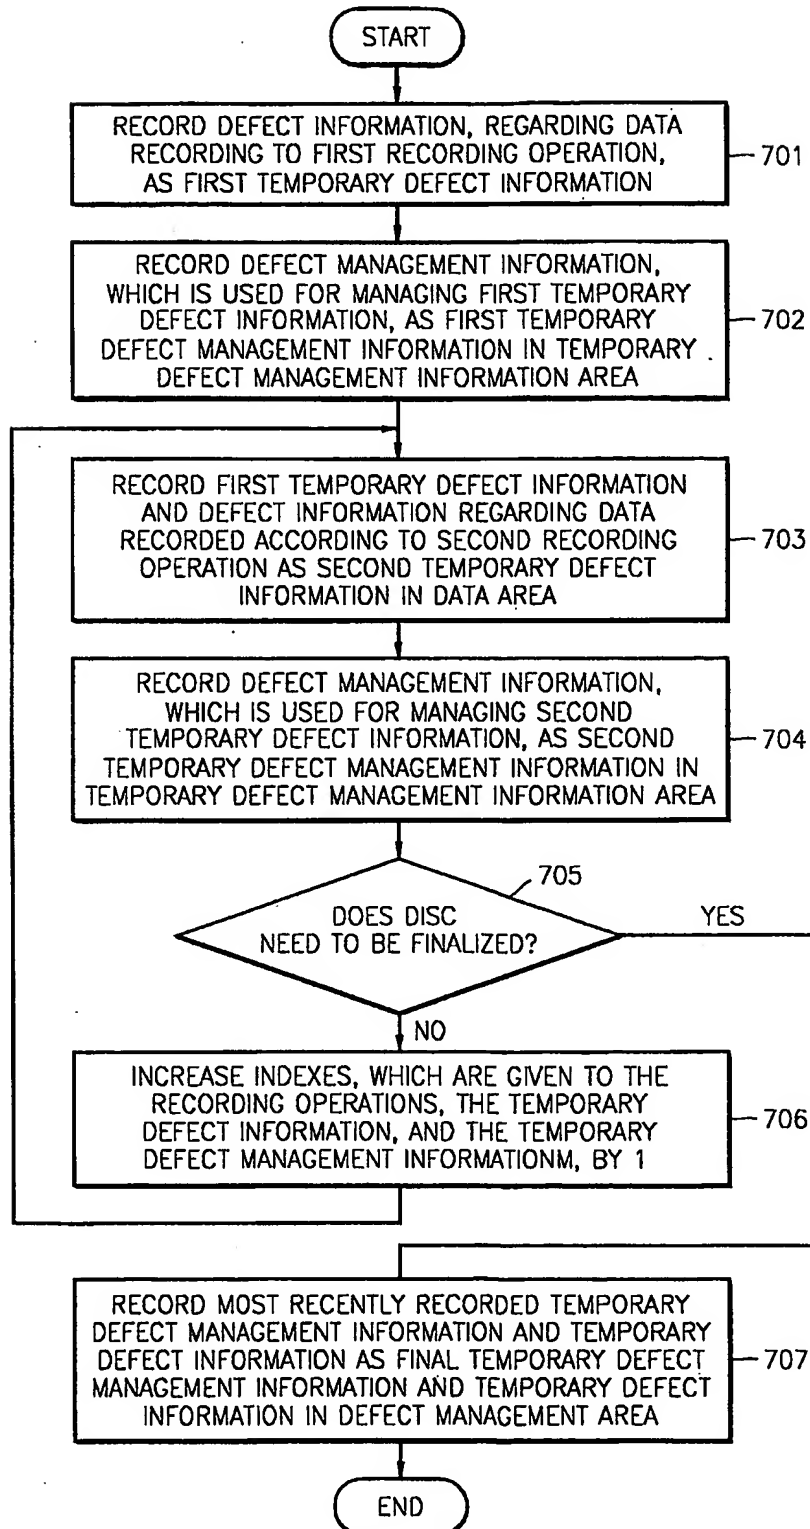 START
RECORD DEFECT INFORMATION, REGARDING DATA
RECORDING TO FIRST RECORDING OPERATION,
AS FIRST TEMPORARY DEFECT INFORMATION
701
RECORD DEFECT MANAGEMENT INFORMATION,
WHICH IS USED FOR MANAGING FIRST TEMPORARY
DEFECT INFORMATION, AS FIRST TEMPORARY
DEFECT MANAGEMENT INFORMATION IN TEMPORARY
DEFECT MANAGEMENT INFORMATION AREA
702
RECORD FIRST TEMPORARY DEFECT INFORMATION
AND DEFECT INFORMATION REGARDING DATA
RECORDED ACCORDING TO SECOND RECORDING
OPERATION AS SECOND TEMPORARY DEFECT
INFORMATION IN DATA AREA
703
RECORD DEFECT MANAGEMENT INFORMATION,
WHICH IS USED FOR MANAGING SECOND
TEMPORARY DEFECT INFORMATION, AS SECOND
TEMPORARY DEFECT MANAGEMENT INFORMATION IN
TEMPORARY DEFECT MANAGEMENT INFORMATION AREA
704
705
DOES DISC
NEED TO BE FINALIZED?
YES
NO
INCREASE INDEXES, WHICH ARE GIVEN TO THE
RECORDING OPERATIONS, THE TEMPORARY
DEFECT INFORMATION, AND THE TEMPORARY
DEFECT MANAGEMENT INFORMATIONM, BY 1
706
RECORD MOST RECENTLY RECORDED TEMPORARY
DEFECT MANAGEMENT INFORMATION AND TEMPORARY
DEFECT INFORMATION AS FINAL TEMPORARY DEFECT
MANAGEMENT INFORMATION AND TEMPORARY DEFECT
INFORMATION IN DEFECT MANAGEMENT AREA
707
END